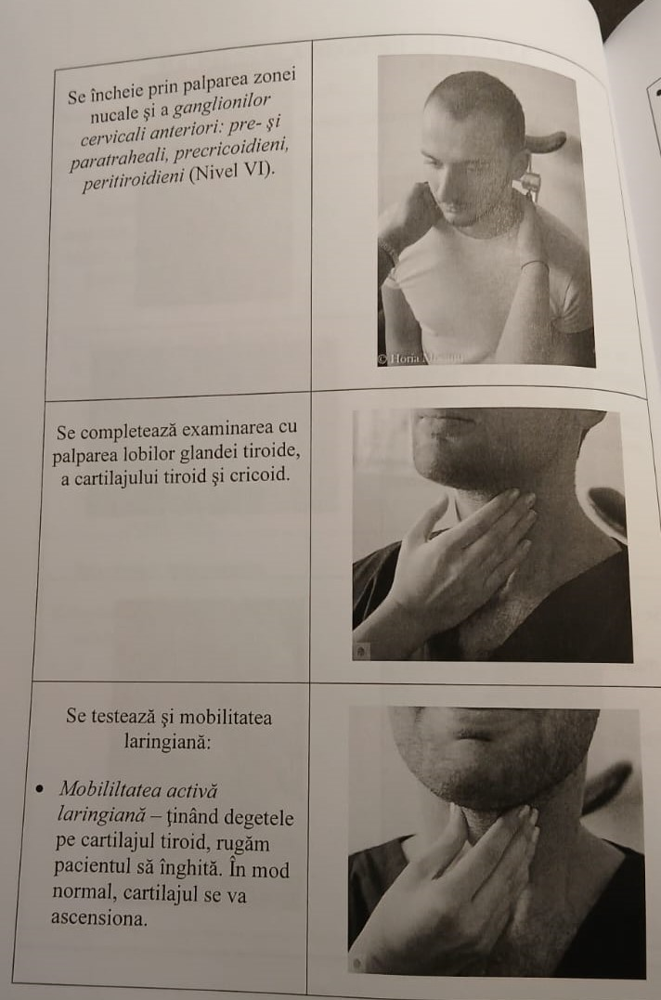 Se încheie prin palparea zonei
nucale şi a ganglionilor
cervicali anteriori: pre- şi
paratraheali, precricoidieni,
peritiroidieni (Nivel VI).
© Horia
Se completează examinarea cu
palparea lobilor glandei tiroide,
a cartilajului tiroid şi cricoid.
Se testează şi mobilitatea
laringiană:
• Mobililtatea activă
laringiană – ţinând degetele
pe cartilajul tiroid, rugăm
pacientul să înghită. În mod
normal, cartilajul se va
ascensiona.